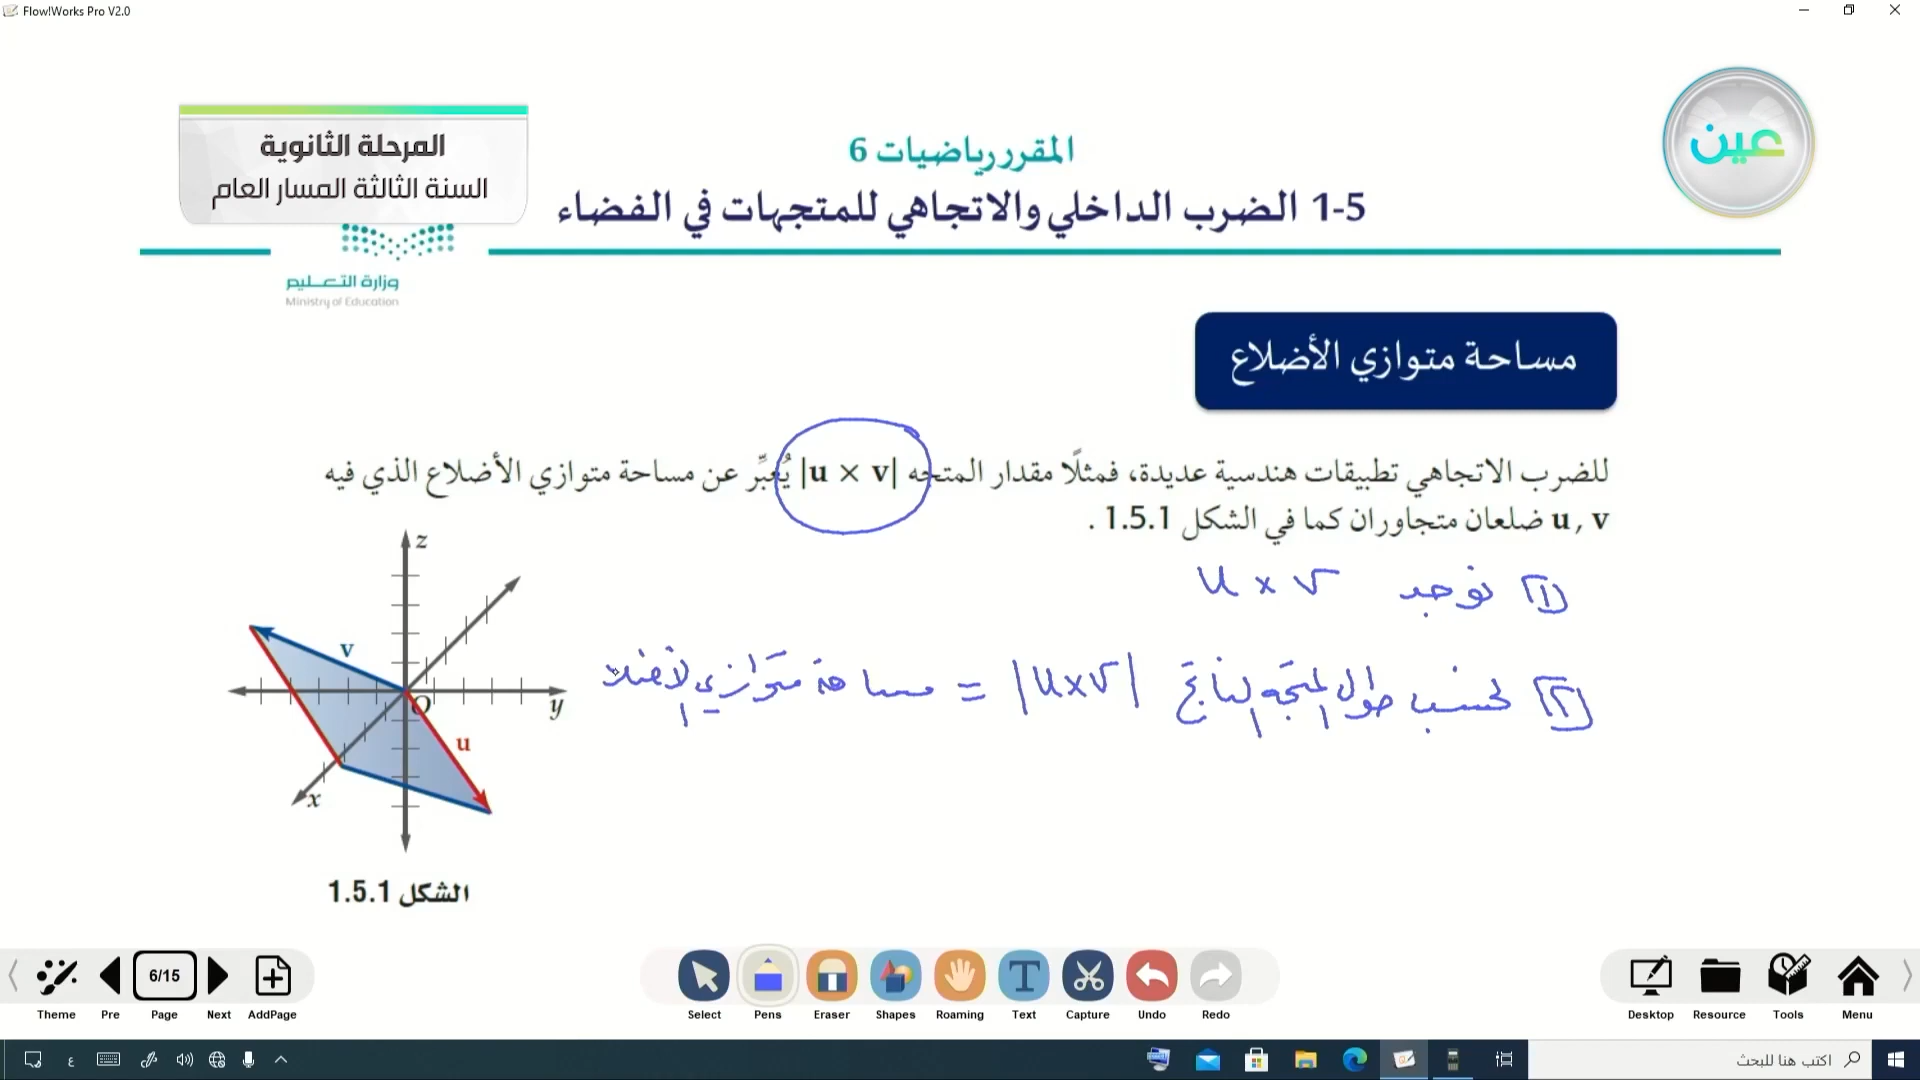 Flow!Works Pro V2.0
عين
المقرر رياضيات 6
1-5 الضرب الداخلي والاتجاهي للمتجهات في الفضاء
المرحلة الثانوية
السنة الثالثة المسار العام
وزارة التعليم
Ministry of Education
مساحة متوازي الأضلاع
للضرب الاتجاهي تطبيقات هندسية عديدة، فمثلًا مقدار المتجه |u × v| يُعبِّر عن مساحة متوازي الأضلاع الذي فيه
u , v ضلعان متجاوران كما في الشكل 1.5.1 .
١ نوجد u × v
٢ نحسب طول المتجه الناتج |u×v| = مساحة متوازي الأضلاع
z
v
O
y
u
x
الشكل 1.5.1
6/15
Theme Pre Page Next AddPage
Select Pens Eraser Shapes Roaming Text Capture Undo Redo
Desktop Resource Tools Menu
ع
اكتب هنا للبحث